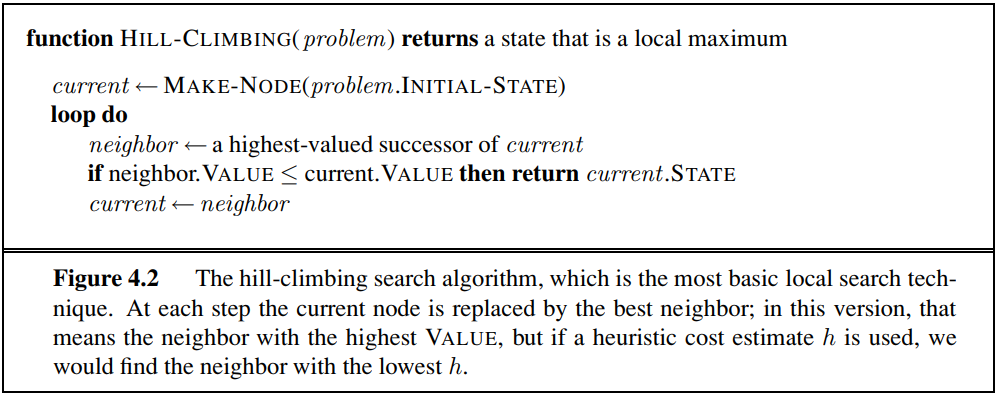 function HILL-CLIMBING(problem) returns a state that is a local maximum
current ← MAKE-NODE(problem.INITIAL-STATE)
loop do
neighbor ← a highest-valued successor of current
if neighbor.VALUE ≤ current.VALUE then return current.STATE
current ← neighbor
Figure 4.2 The hill-climbing search algorithm, which is the most basic local search tech-
nique. At each step the current node is replaced by the best neighbor; in this version, that
means the neighbor with the highest VALUE, but if a heuristic cost estimate h is used, we
would find the neighbor with the lowest h.